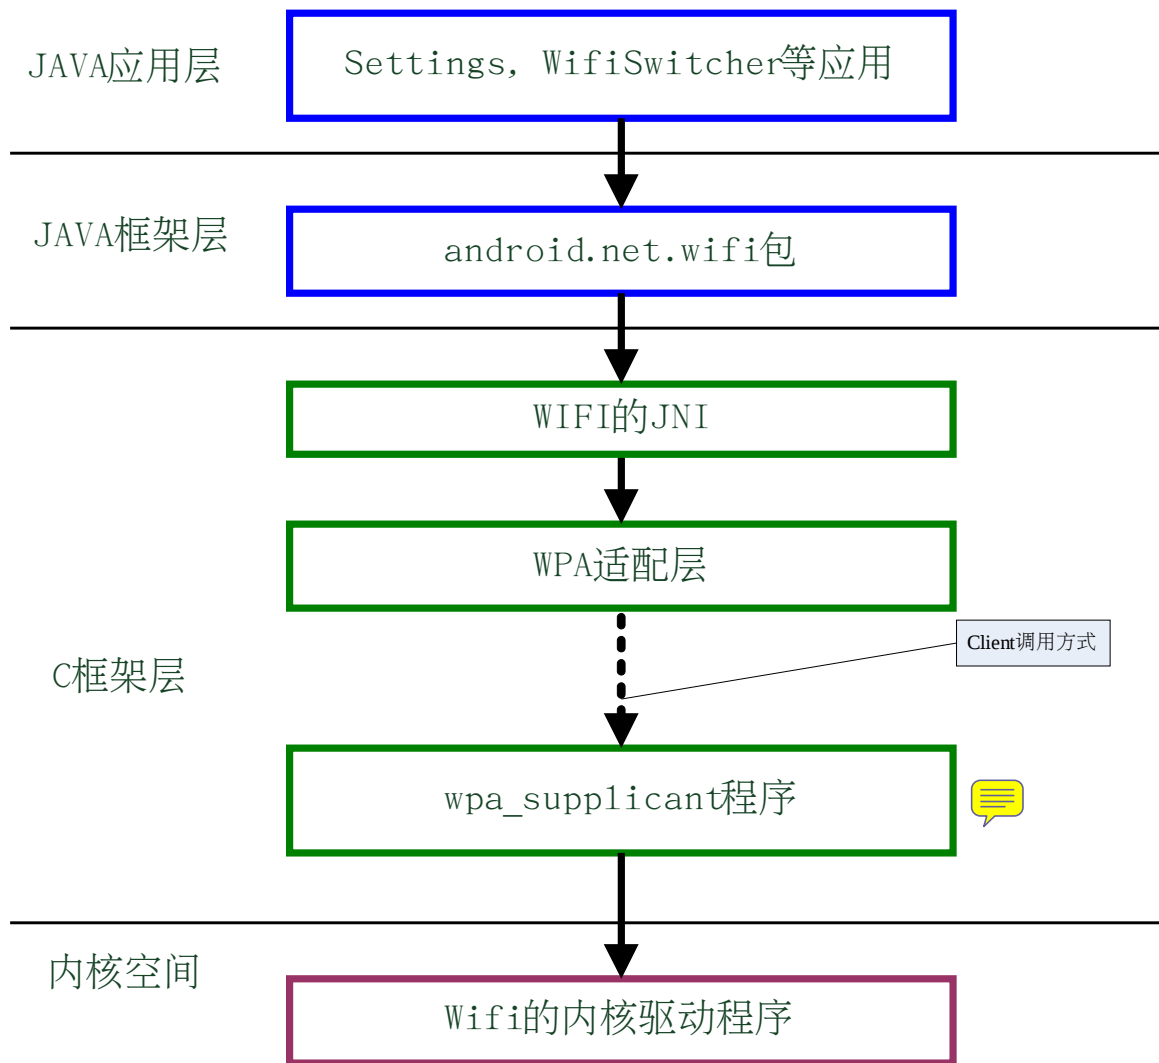 JAVA应用层
Settings, WifiSwitcher等应用
JAVA框架层
android.net.wifi包
WIFI的JNI
WPA适配层
Client调用方式
C框架层
wpa_supplicant程序
内核空间
Wifi的内核驱动程序